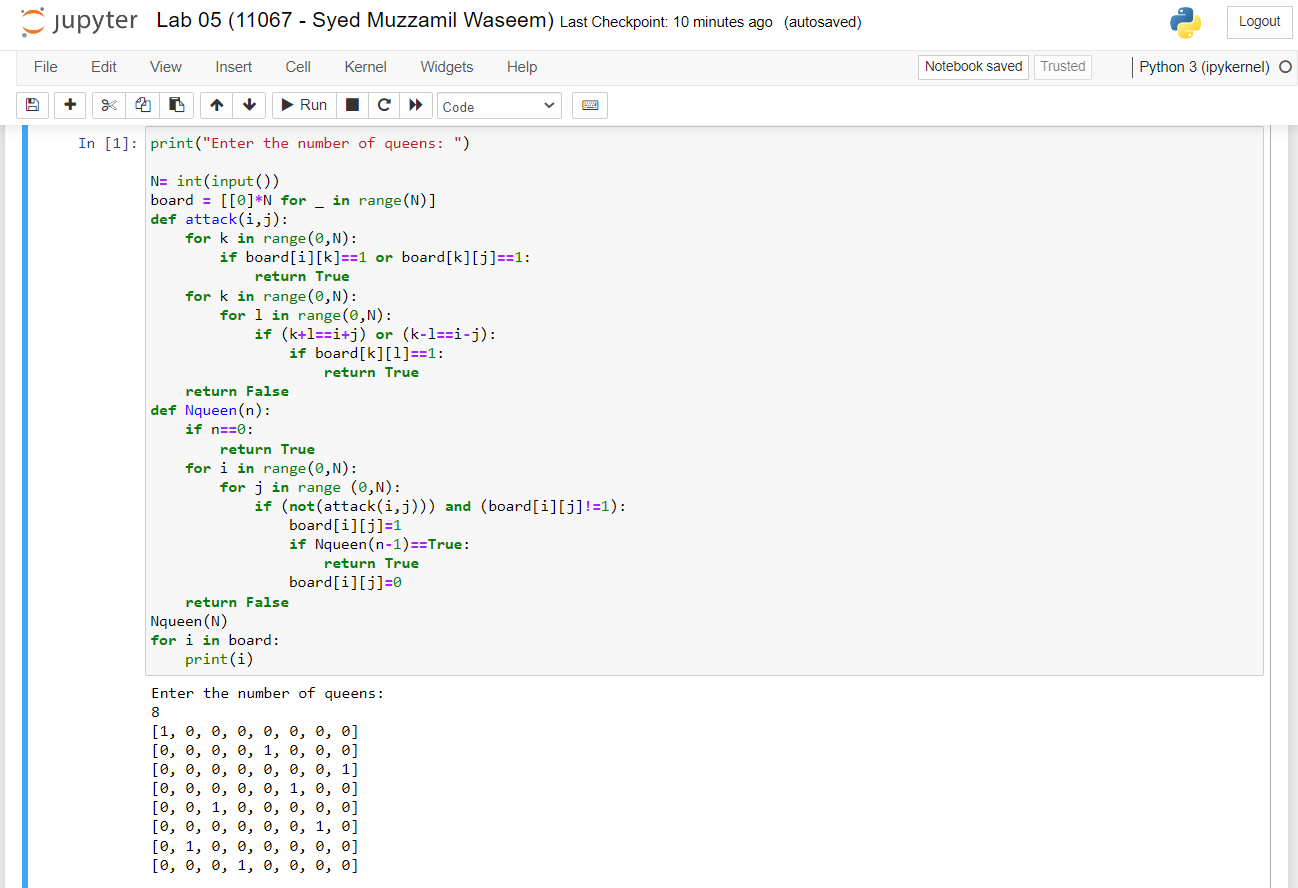 jupyter Lab 05 (11067 - Syed Muzzamil Waseem) Last Checkpoint: 10 minutes ago (autosaved) Logout
File Edit View Insert Cell Kernel Widgets Help Notebook saved Trusted Python 3 (ipykernel)
Run Code
In [1]: print("Enter the number of queens: ")

N= int(input())
board = [[0]*N for _ in range(N)]
def attack(i,j):
    for k in range(0,N):
        if board[i][k]==1 or board[k][j]==1:
            return True
    for k in range(0,N):
        for l in range(0,N):
            if (k+l==i+j) or (k-l==i-j):
                if board[k][l]==1:
                    return True
    return False
def Nqueen(n):
    if n==0:
        return True
    for i in range(0,N):
        for j in range (0,N):
            if (not(attack(i,j))) and (board[i][j]!=1):
                board[i][j]=1
                if Nqueen(n-1)==True:
                    return True
                board[i][j]=0
    return False
Nqueen(N)
for i in board:
    print(i)
Enter the number of queens:
8
[1, 0, 0, 0, 0, 0, 0, 0]
[0, 0, 0, 0, 1, 0, 0, 0]
[0, 0, 0, 0, 0, 0, 0, 1]
[0, 0, 0, 0, 0, 1, 0, 0]
[0, 0, 1, 0, 0, 0, 0, 0]
[0, 0, 0, 0, 0, 0, 1, 0]
[0, 1, 0, 0, 0, 0, 0, 0]
[0, 0, 0, 1, 0, 0, 0, 0]